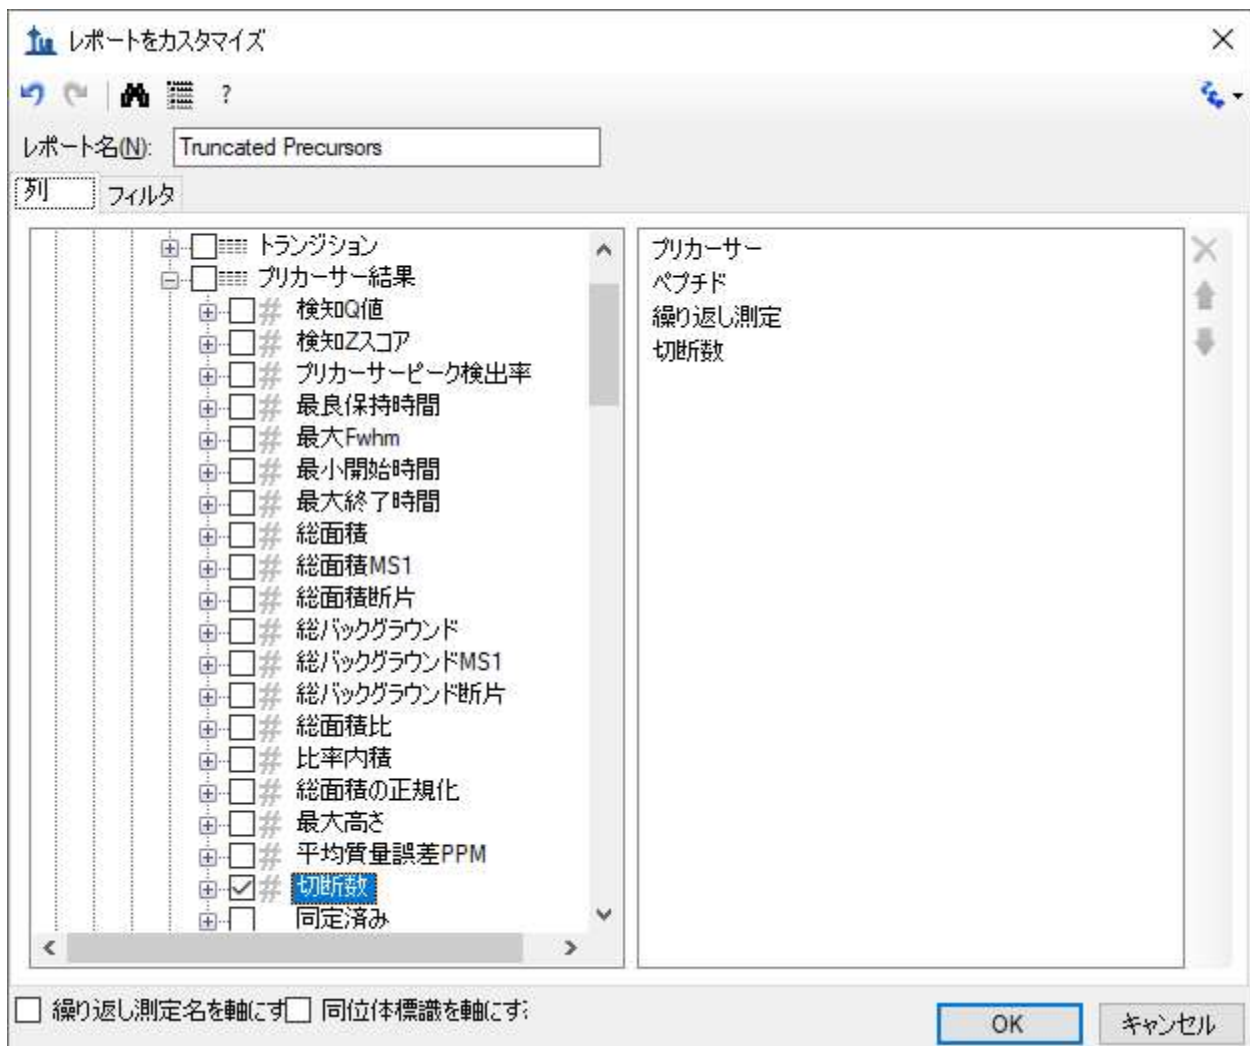 レポートをカスタマイズ
?
レポート名(N): Truncated Precursors
列 フィルタ
トランジション
プリカーサー結果
検知Q値
検知Zスコア
プリカーサーピーク検出率
最良保持時間
最大Fwhm
最小開始時間
最大終了時間
総面積
総面積MS1
総面積断片
総バックグラウンド
総バックグラウンドMS1
総バックグラウンド断片
総面積比
比率内積
総面積の正規化
最大高さ
平均質量誤差PPM
切断数
同定済み
プリカーサー
ペプチド
繰り返し測定
切断数
繰り返し測定名を軸にす 同位体標識を軸にす
OK キャンセル